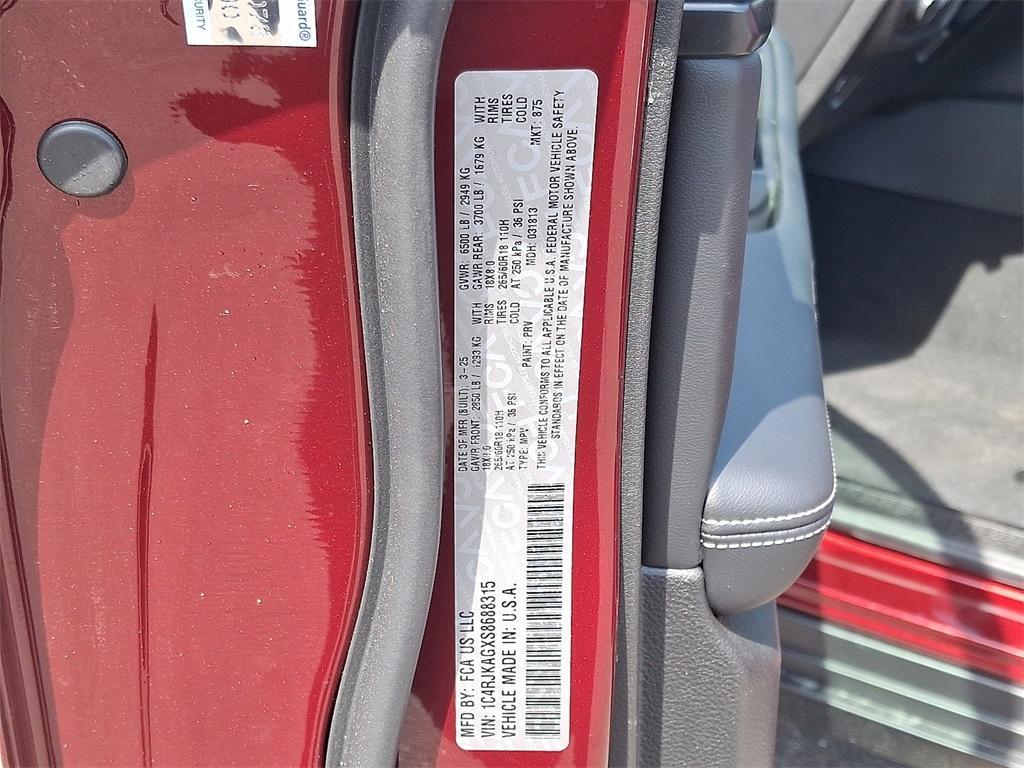 uard®
URITY
MFD BY: FCA US LLC
VIN: 1C4RJKAGXS8688315
VEHICLE MADE IN: U.S.A.
DATE OF MFR (BUILT): 3-25 GVWR: 6500 LB / 2949 KG
GAWR FRONT: 2850 LB / 1293 KG WITH GAWR REAR: 3700 LB / 1679 KG WITH
18X8.0 RIMS 18X8.0 RIMS
265/60R18 110H TIRES 265/60R18 110H TIRES
AT 250 kPa / 36 PSI COLD AT 250 kPa / 36 PSI COLD
TYPE: MPV PAINT: PRV MDH: 031813 MKT: 875
THIS VEHICLE CONFORMS TO ALL APPLICABLE U.S.A. FEDERAL MOTOR VEHICLE SAFETY
STANDARDS IN EFFECT ON THE DATE OF MANUFACTURE SHOWN ABOVE.